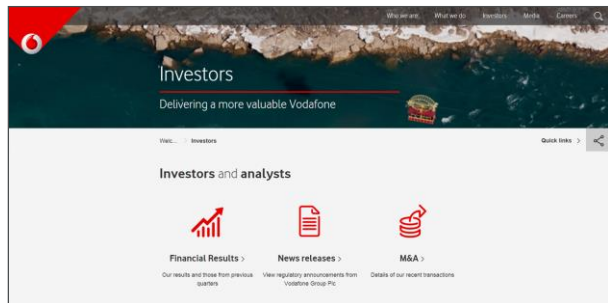 Who we are What we do Investors Media Careers
Investors
Delivering a more valuable Vodafone
Welc... > Investors
Quick links >
Investors and analysts
Financial Results >
News releases >
M&A >
Our results and those from previous
quarters
View regulatory announcements from
Vodafone Group Plc
Details of our recent transactions